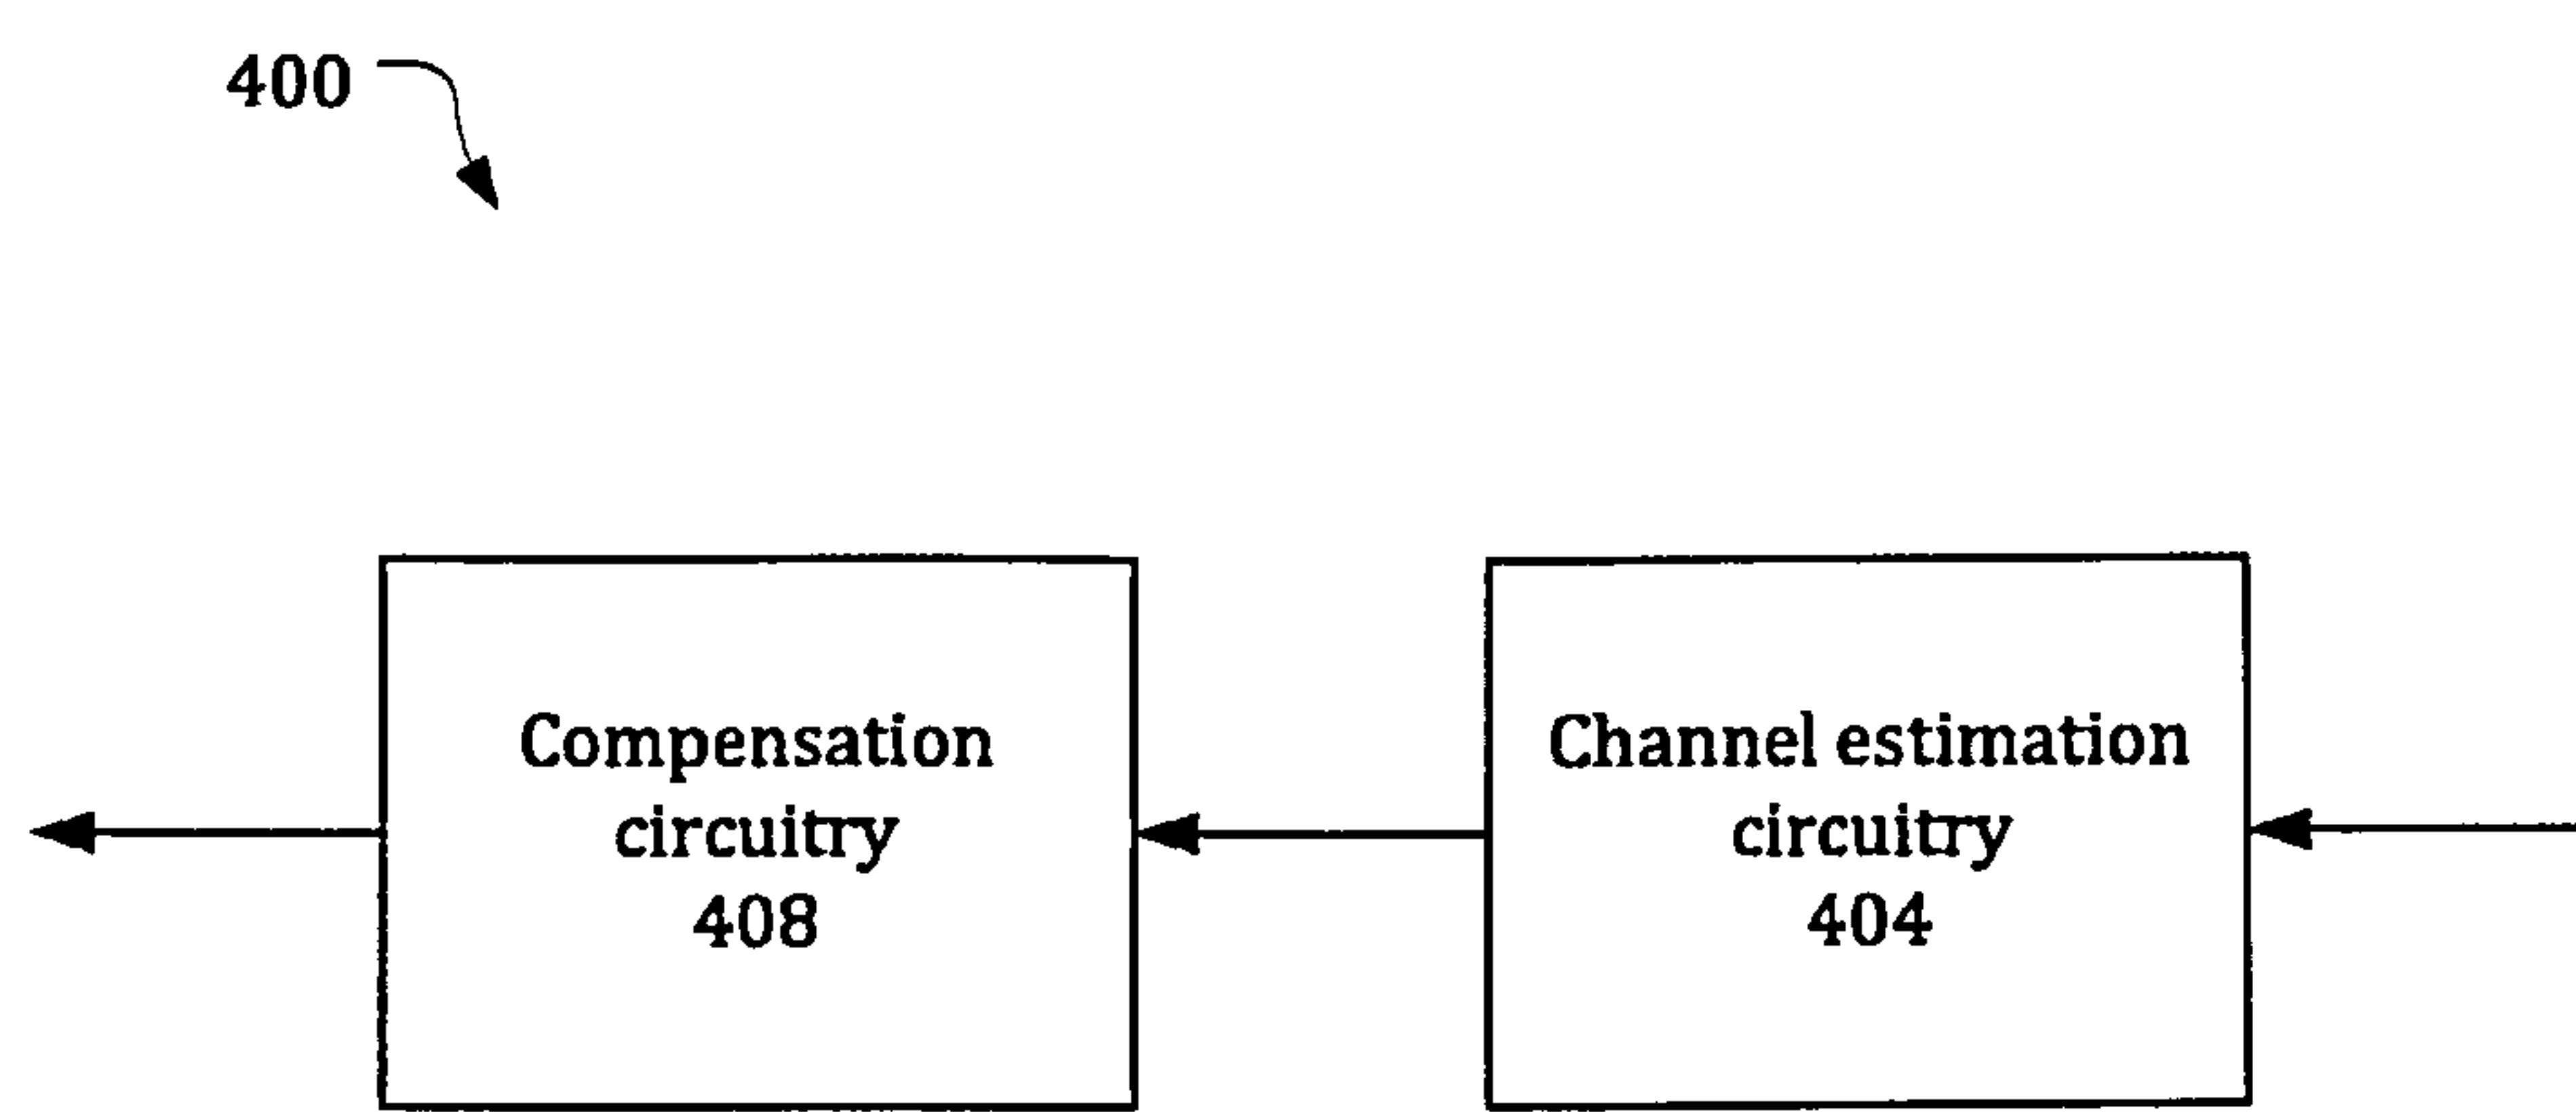 400
Compensation
circuitry
408
Channel estimation
circuitry
404